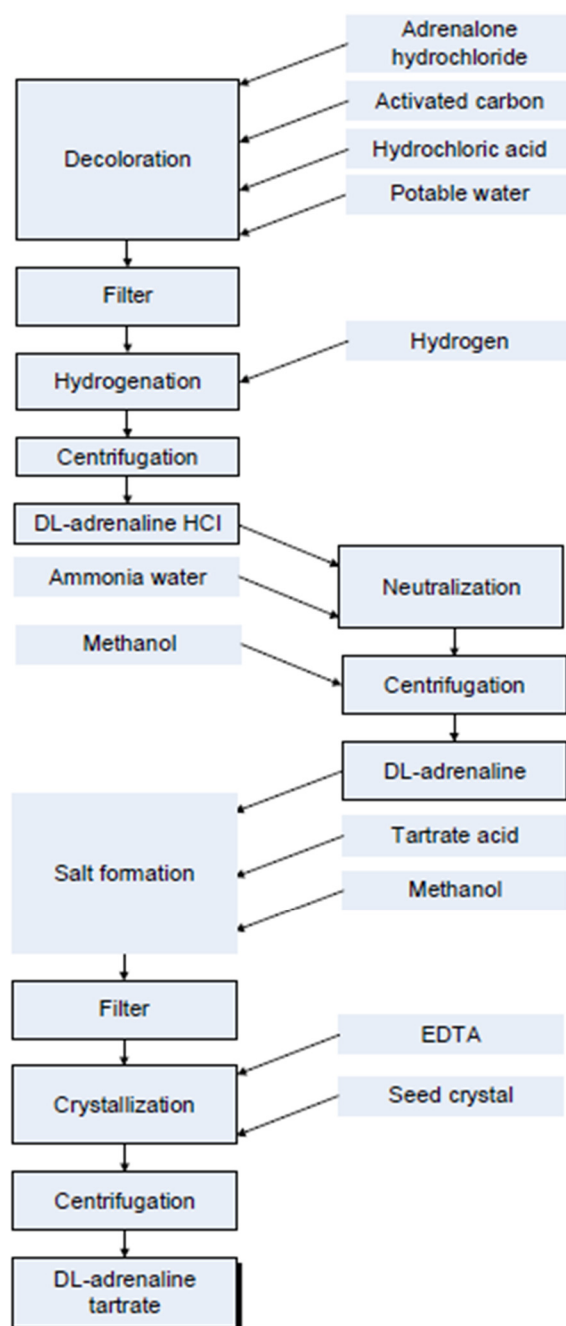 Adrenalone
hydrochloride
Activated carbon
Decoloration
Hydrochloric acid
Potable water
Filter
Hydrogen
Hydrogenation
Centrifugation
DL-adrenaline HCl
Ammonia water
Neutralization
Methanol
Centrifugation
DL-adrenaline
Tartrate acid
Salt formation
Methanol
Filter
EDTA
Crystallization
Seed crystal
Centrifugation
DL-adrenaline
tartrate